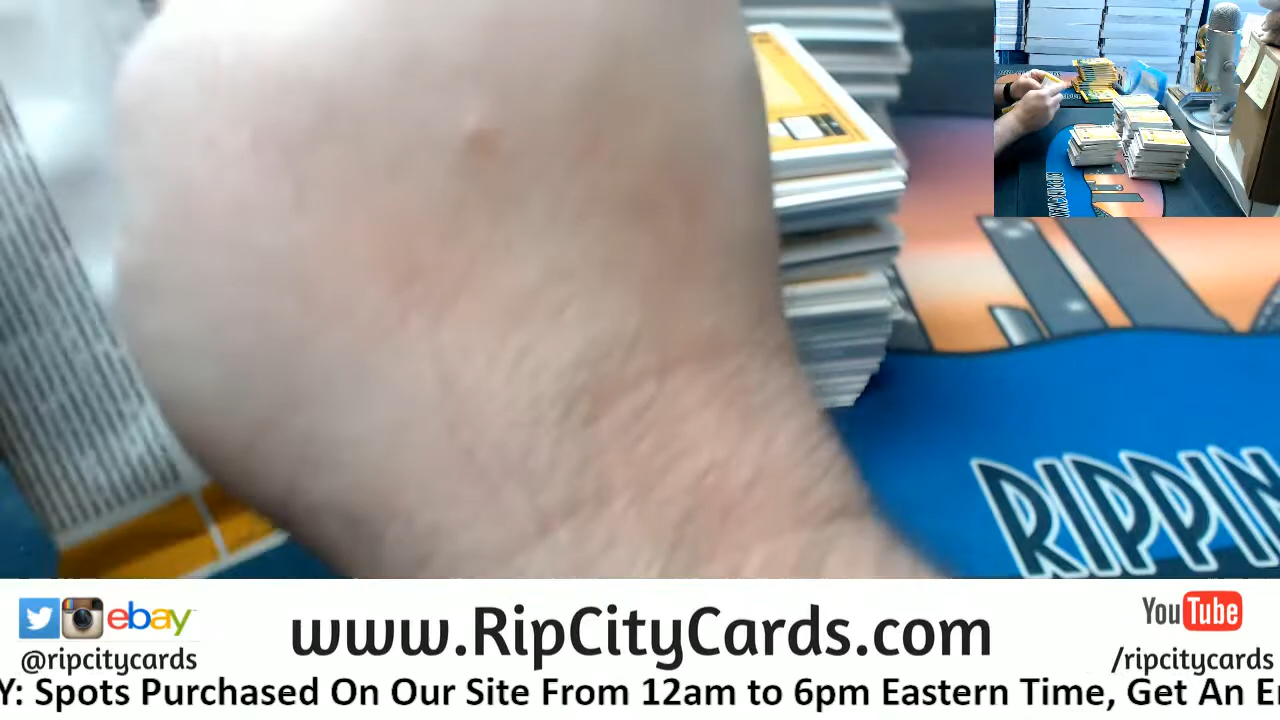 RIPPIN
ebay
www.RipCityCards.com
YouTube
@ripcitycards
/ripcitycards
Y: Spots Purchased On Our Site From 12am to 6pm Eastern Time, Get An